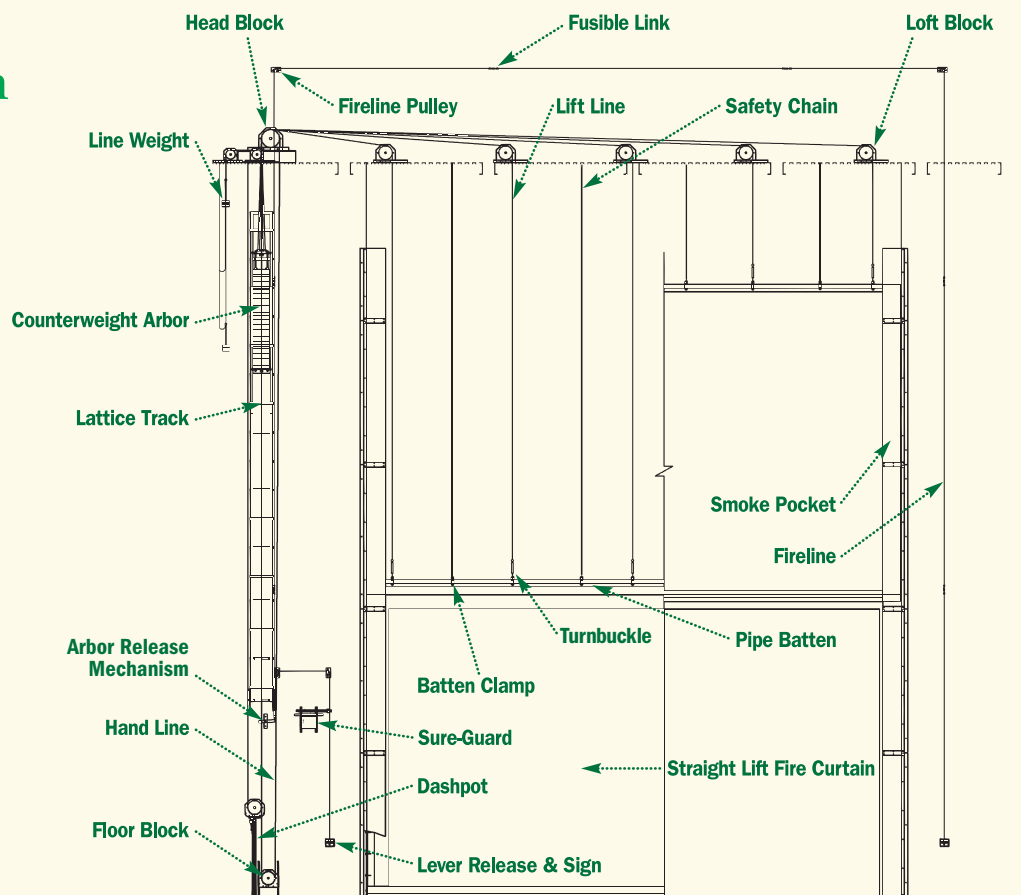 Head Block
Fusible Link
Loft Block
Fireline Pulley
Lift Line
Safety Chain
Line Weight
Counterweight Arbor
Lattice Track
Smoke Pocket
Fireline
Turnbuckle
Pipe Batten
Arbor Release
Mechanism
Batten Clamp
Hand Line
Sure-Guard
Straight Lift Fire Curtain
Dashpot
Floor Block
Lever Release & Sign